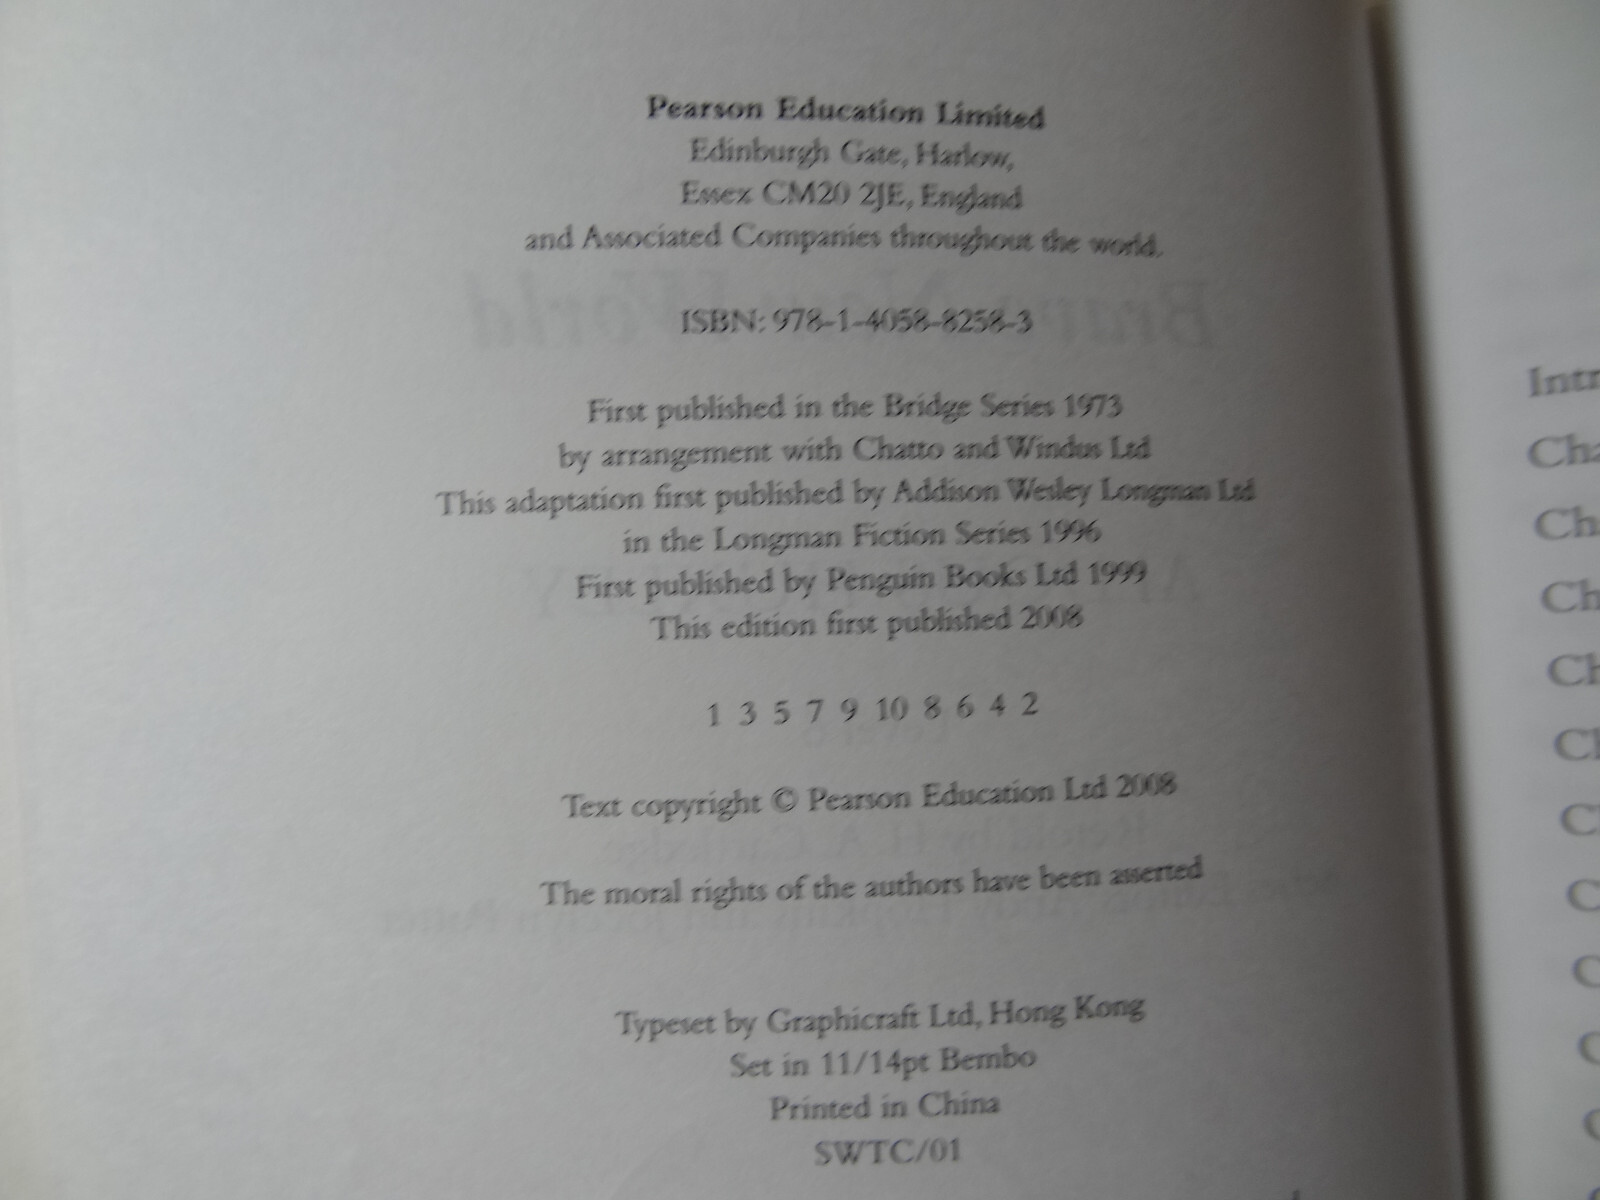 Pearson Education Limited
Edinburgh Gate, Harlow,
Essex CM20 2JE, England
and Associated Companies throughout the world.
ISBN: 978-1-4058-8258-3
First published in the Bridge Series 1973
by arrangement with Chatto and Windus Ltd
This adaptation first published by Addison Wesley Longman Ltd
in the Longman Fiction Series 1996
First published by Penguin Books Ltd 1999
This edition first published 2008
1 3 5 7 9 10 8 6 4 2
Text copyright © Pearson Education Ltd 2008
The moral rights of the authors have been asserted
Typeset by Graphicraft Ltd, Hong Kong
Set in 11/14pt Bembo
Printed in China
SWTC/01